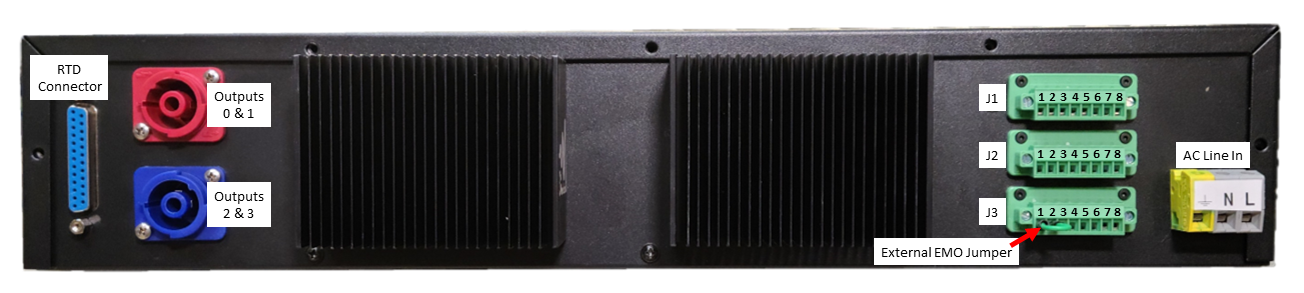 RTD
Connector
Outputs
0 & 1
Outputs
2 & 3
J1
1 2 3 4 5 6 7 8
J2
1 2 3 4 5 6 7 8
J3
1 2 3 4 5 6 7 8
External EMO Jumper
AC Line In
⏚ N L